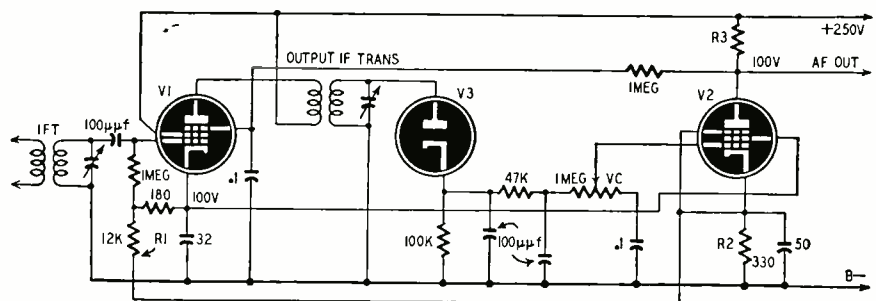 +250V
R3
OUTPUT IF TRANS
100V
AF OUT
V1
1MEG
V3
V2
1FT
100μμf
1MEG
180
100V
.1
47K
1MEG VC
12K
R1
32
100K
100μμf
.1
R2
330
50
B−